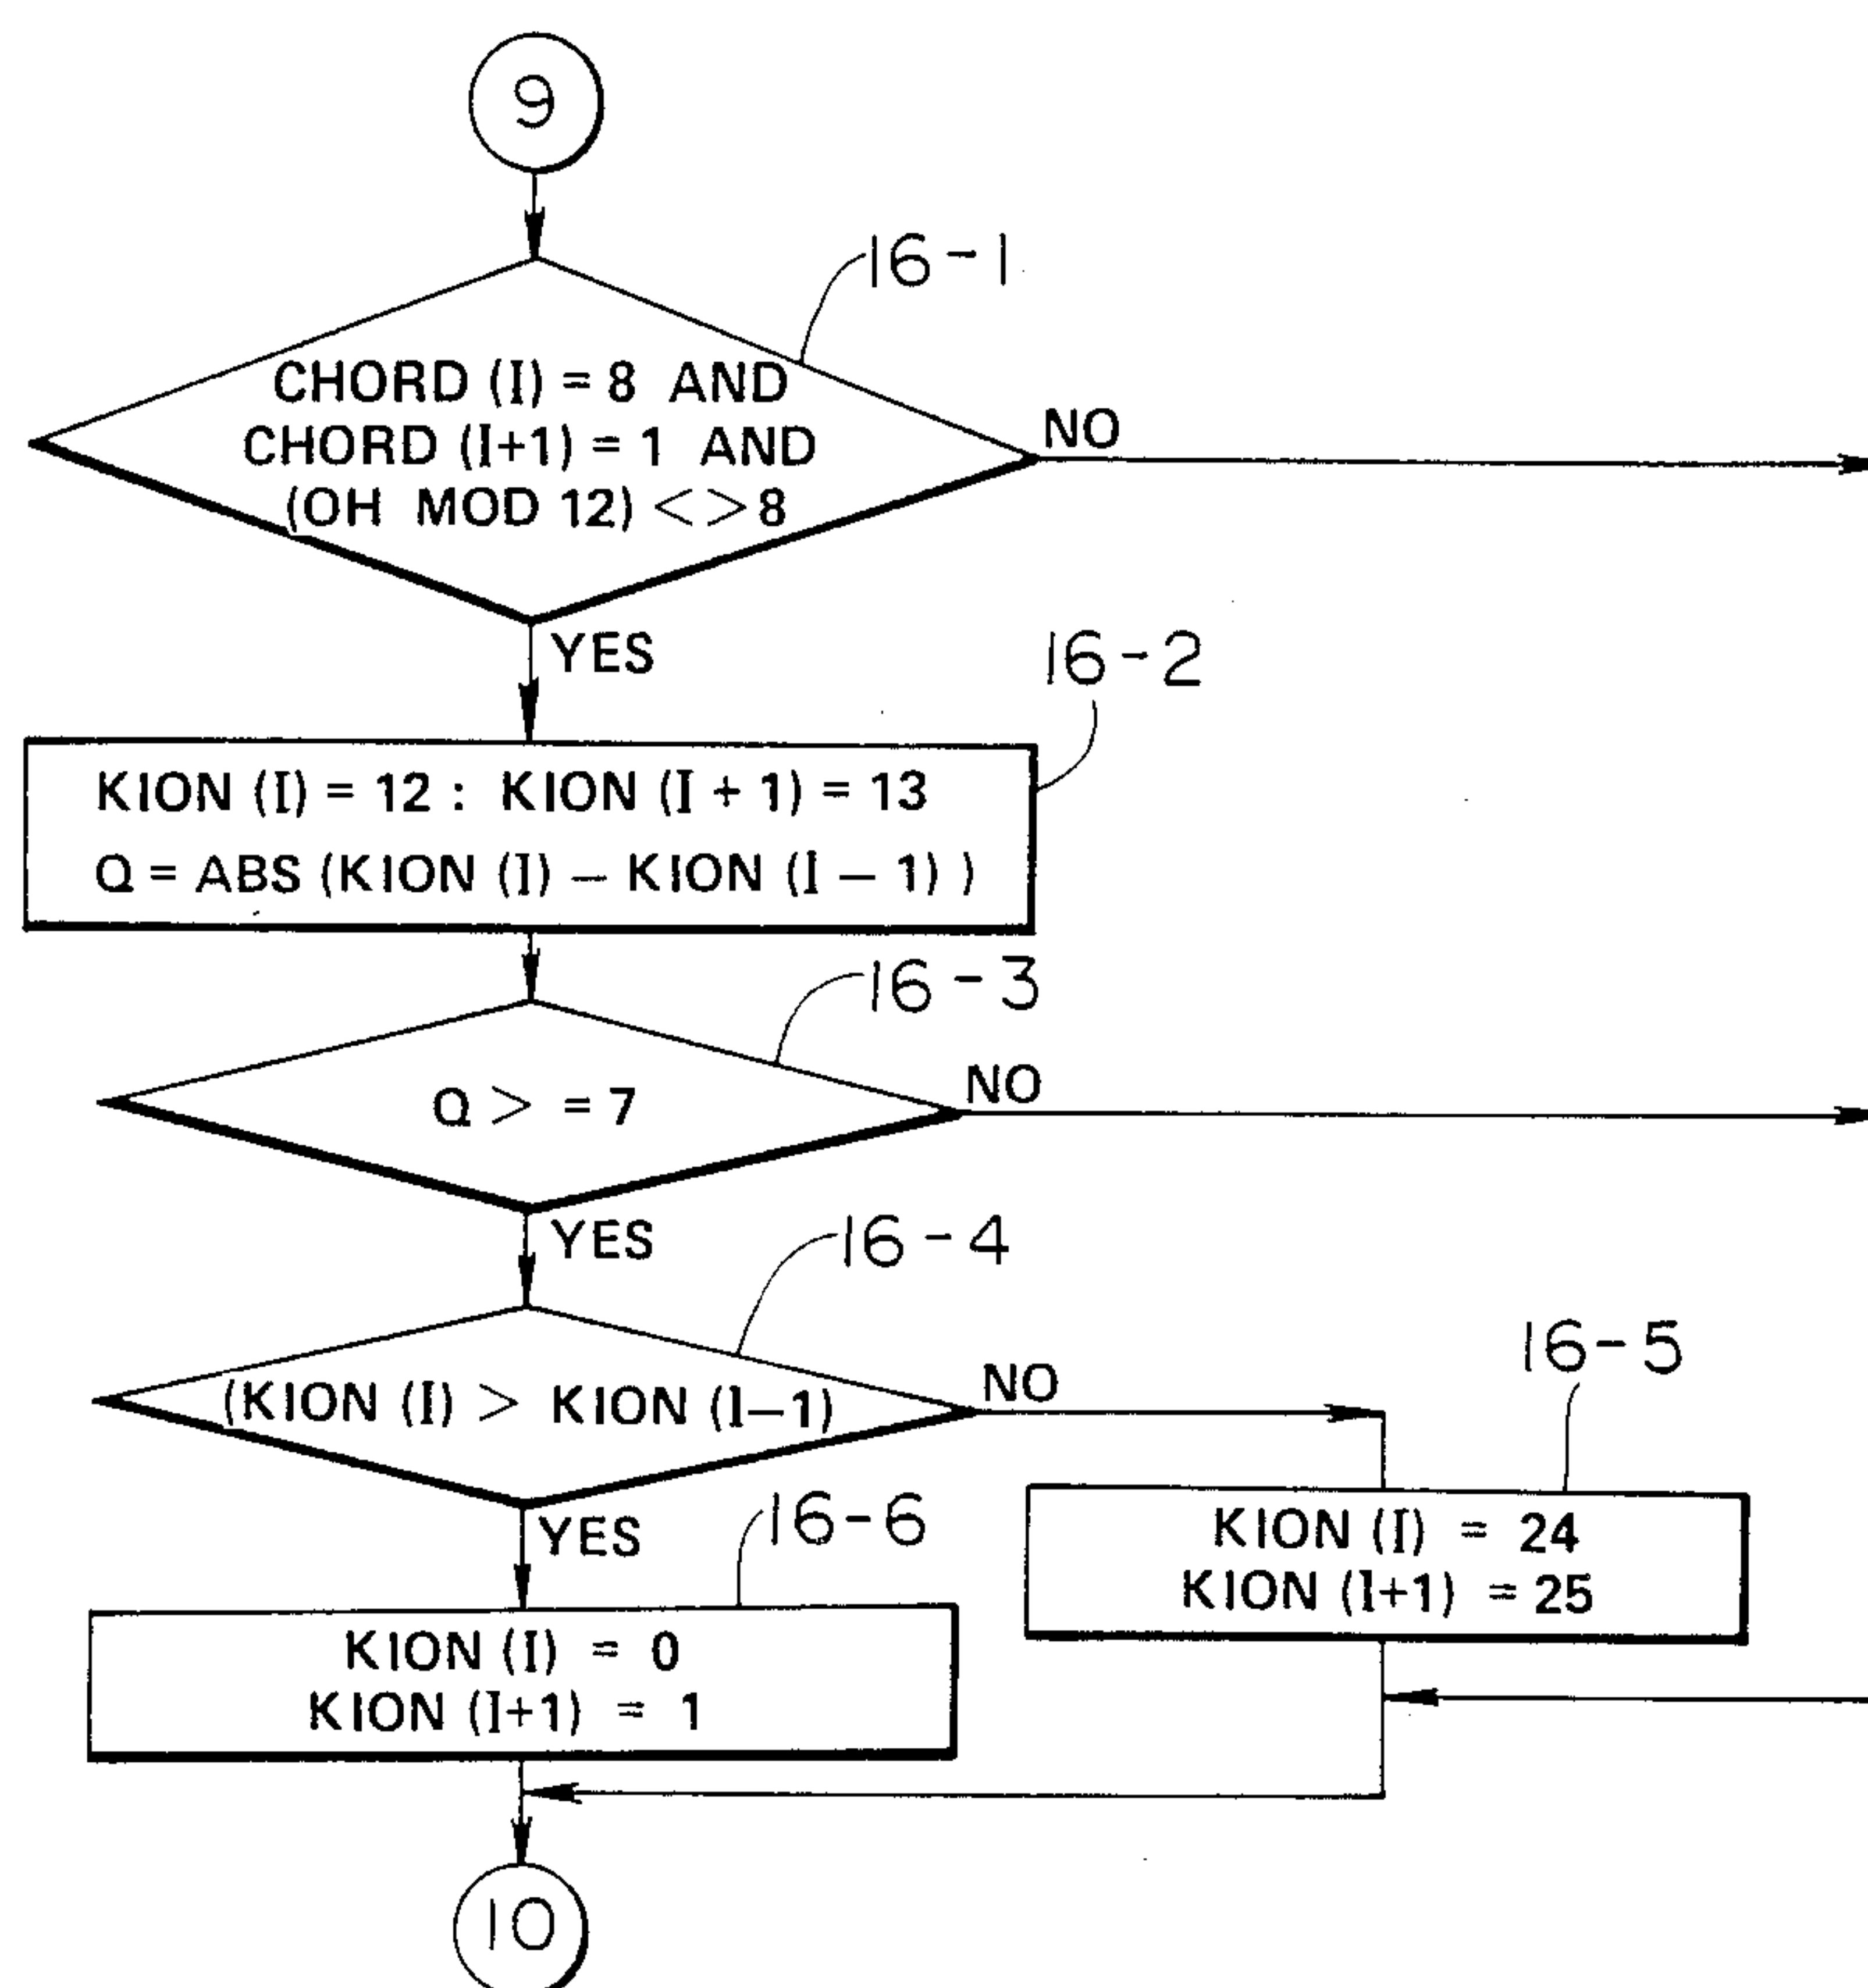 9
16-1
CHORD (I) = 8 AND
CHORD (I+1) = 1 AND
(OH MOD 12) <> 8
NO
YES
16-2
KION (I) = 12 : KION (I + 1) = 13
Q = ABS (KION (I) – KION (I – 1) )
16-3
Q > = 7
NO
YES
16-4
(KION (I) > KION (I–1)
NO
16-5
KION (I) = 24
KION (I+1) = 25
YES
16-6
KION (I) = 0
KION (I+1) = 1
10